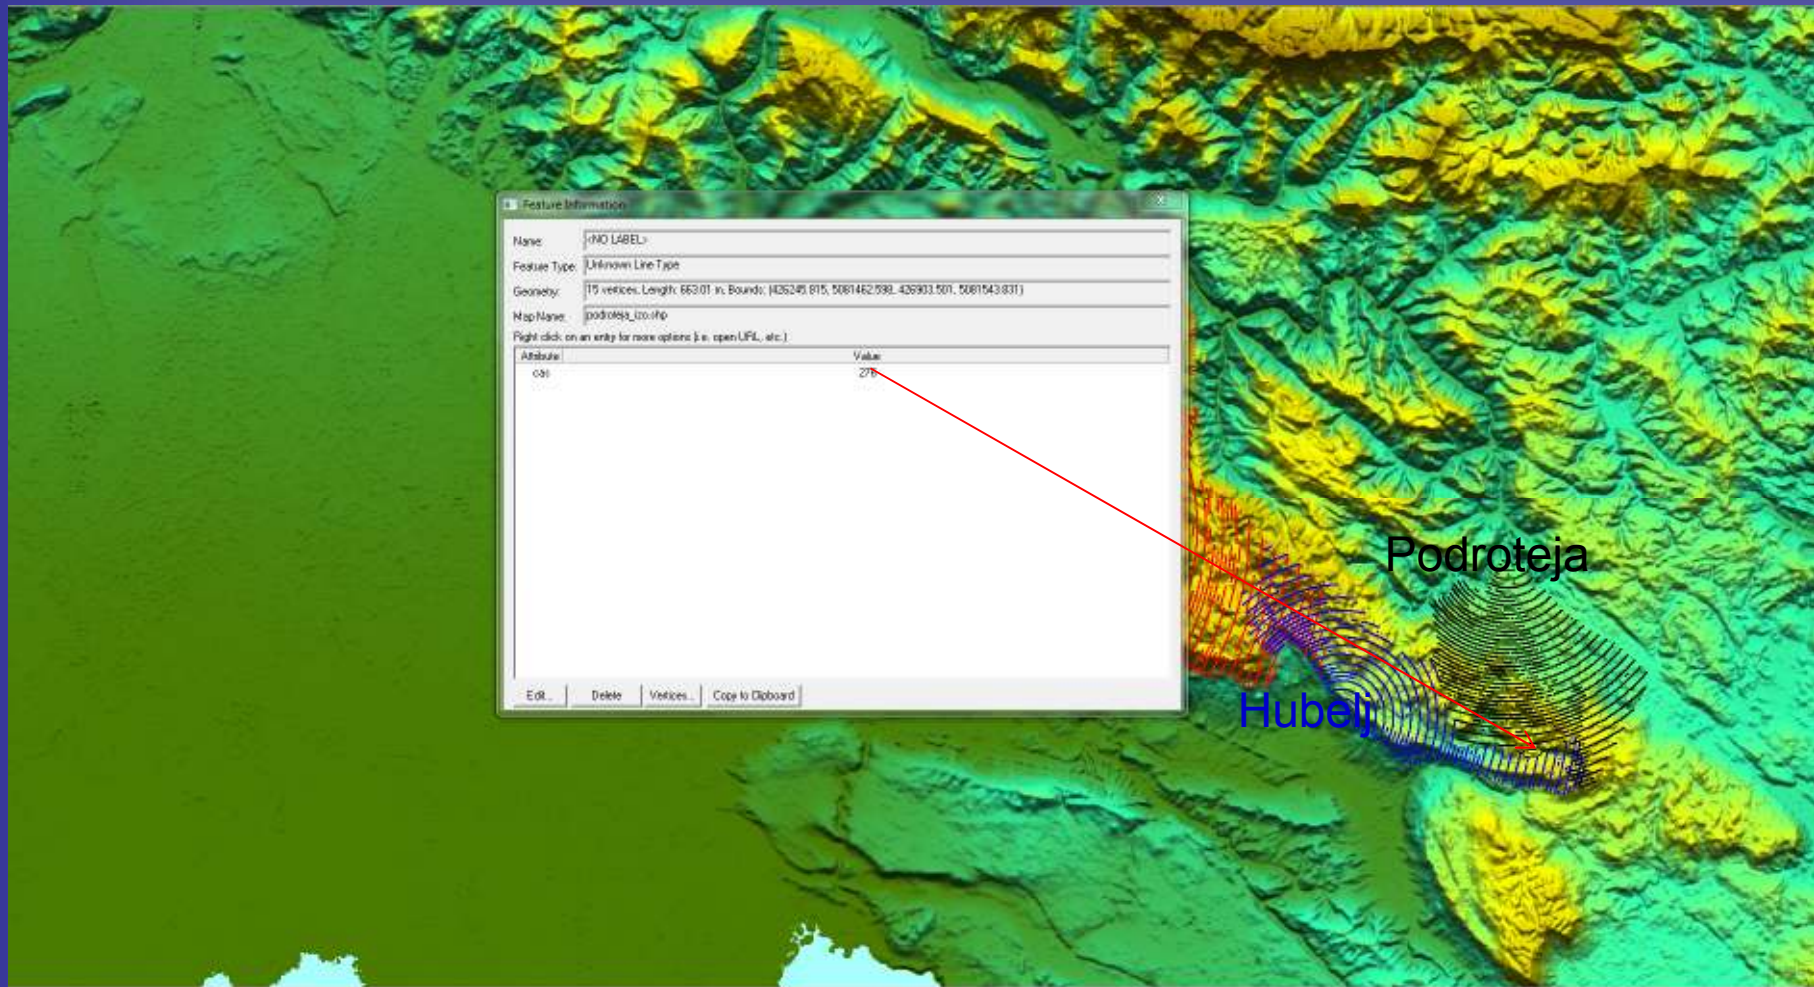 Feature Information
Name: <NO LABEL>
Feature Type: Unknown Line Type
Geometry: 15 vertices, Length: 663.01 m, Bounds: (426245.815, 5081462.598, 426903.501, 5081543.831)
Map Name: podroteja_izo.shp
Right click on an entry for more options (i.e. open URL, etc.)
Attribute Value
cas
Edit... Delete Vertices... Copy to Clipboard
Podroteja
Hubelj